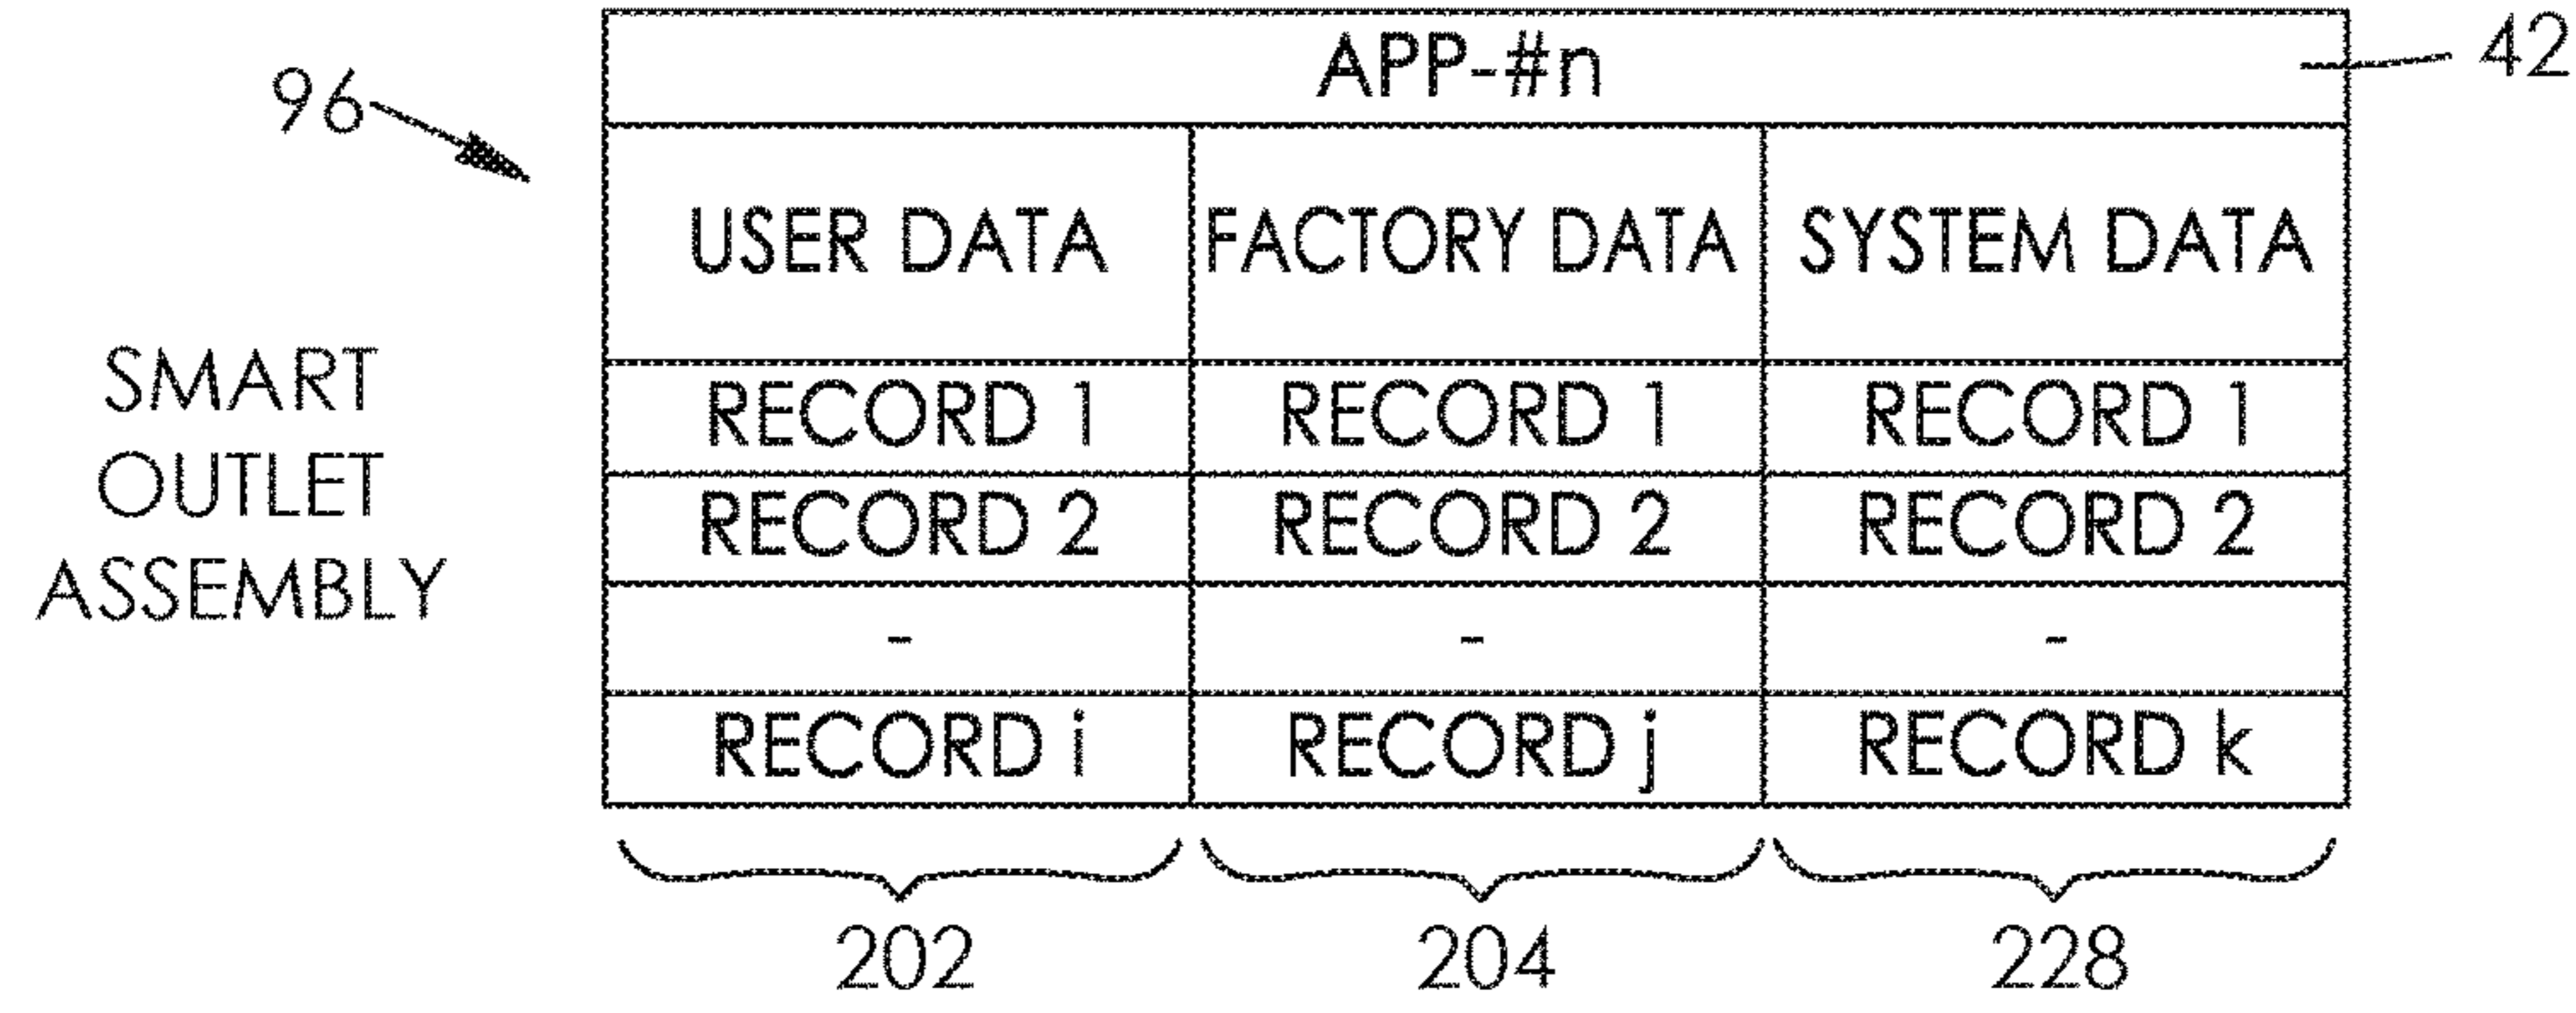 APP-#n
42
96
USER DATA FACTORY DATA SYSTEM DATA
SMART
OUTLET
ASSEMBLY
RECORD 1 RECORD 1 RECORD 1
RECORD 2 RECORD 2 RECORD 2
- - -
RECORD i RECORD j RECORD k
202 204 228